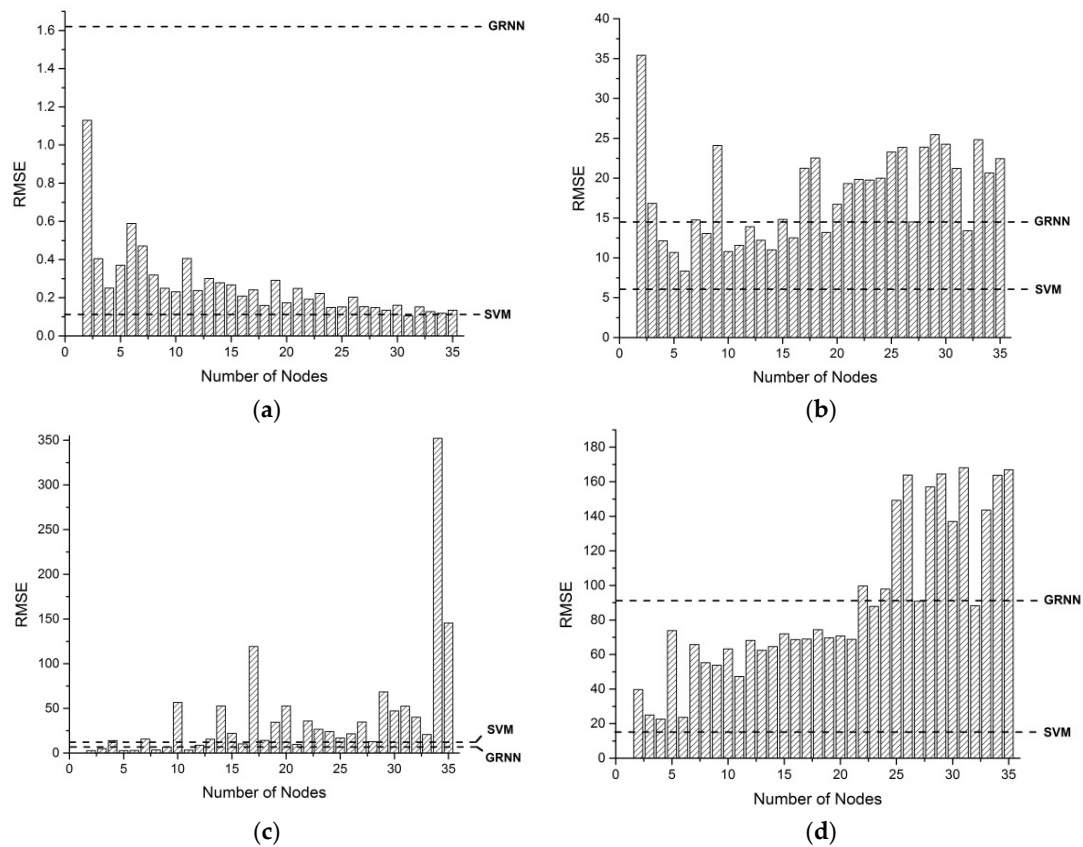 1.6
1.4
1.2
1.0
0.8
0.6
0.4
0.2
0.0
RMSE
GRNN
SVM
0 5 10 15 20 25 30 35
Number of Nodes
(a)
40
35
30
25
20
15
10
5
0
RMSE
GRNN
SVM
0 5 10 15 20 25 30 35
Number of Nodes
(b)
350
300
250
200
150
100
50
0
RMSE
SVM
GRNN
0 5 10 15 20 25 30 35
Number of Nodes
(c)
180
160
140
120
100
80
60
40
20
0
RMSE
GRNN
SVM
0 5 10 15 20 25 30 35
Number of Nodes
(d)